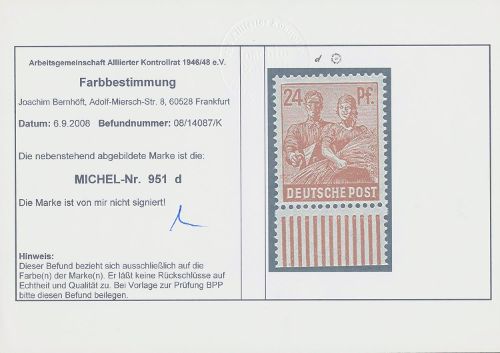 Arbeitsgemeinschaft Alliierter Kontrollrat 1946/48 e.V.
Farbbestimmung
Joachim Bernhöft, Adolf-Miersch-Str. 8, 60528 Frankfurt
Datum: 6.9.2008 Befundnummer: 08/14087/K
Die nebenstehend abgebildete Marke ist die:
MICHEL-Nr. 951 d
Die Marke ist von mir nicht signiert!
Hinweis:
Dieser Befund bezieht sich ausschließlich auf die
Farbe(n) der Marke(n). Er läßt keine Rückschlüsse auf
Echtheit und Qualität zu. Bei Vorlage zur Prüfung BPP
bitte diesen Befund beilegen.
d
24 Pf.
DEUTSCHE POST